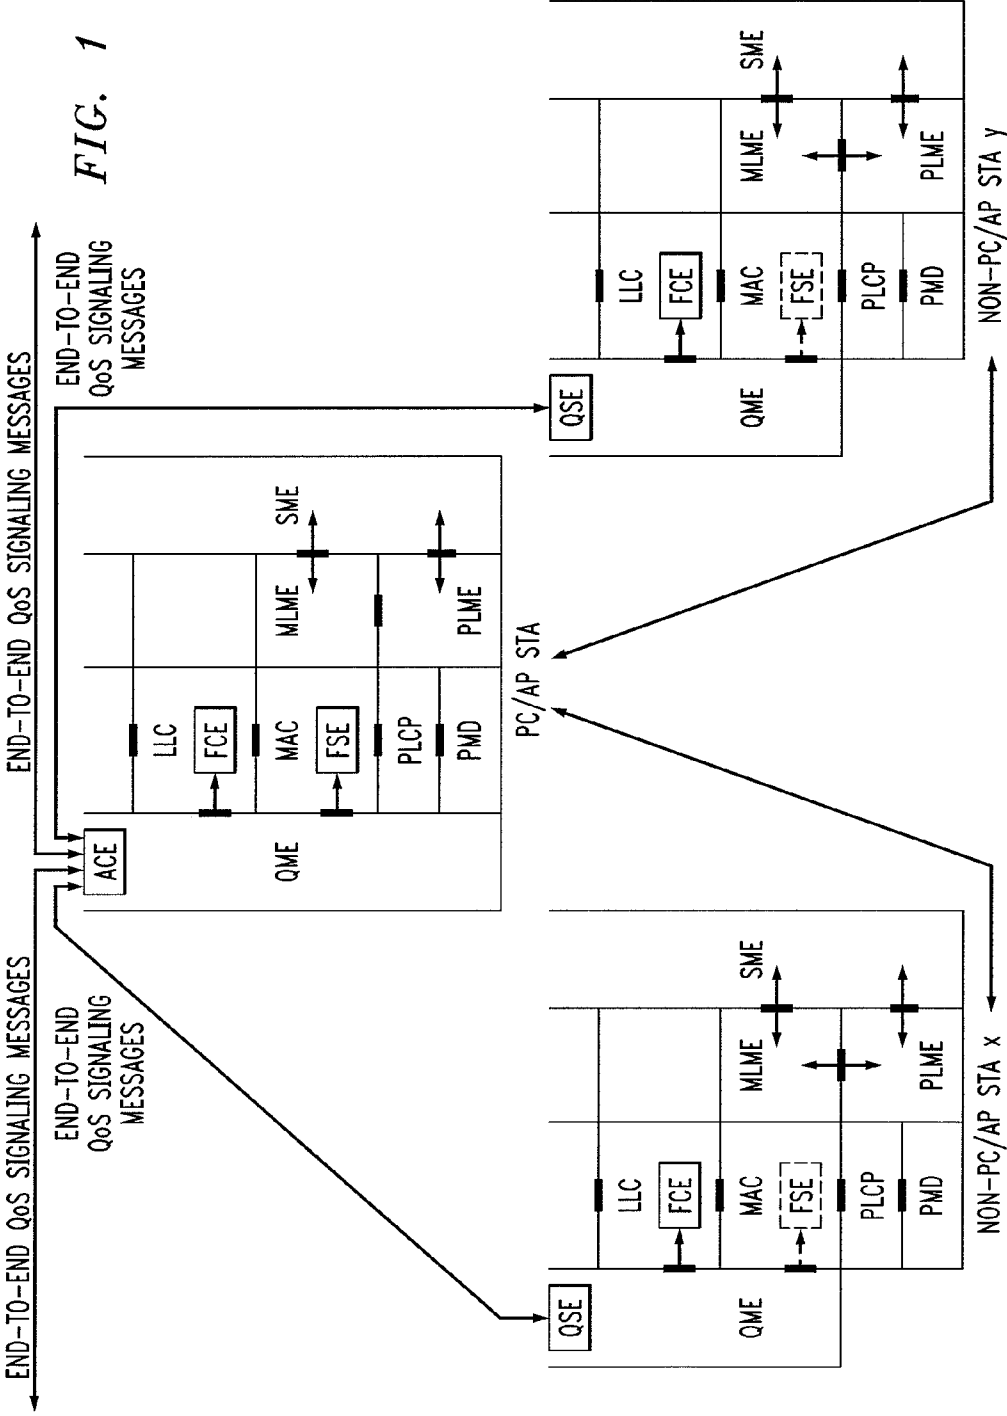 FIG. 1
END-TO-END QoS SIGNALING MESSAGES
END-TO-END QoS SIGNALING MESSAGES
END-TO-END
QoS SIGNALING
MESSAGES
END-TO-END
QoS SIGNALING
MESSAGES
ACE
LLC
FCE
QME
MAC
MLME
SME
FSE
PLCP
PMD
PLME
PC/AP STA
QSE
LLC
FCE
QME
MAC
MLME
SME
FSE
PLCP
PMD
PLME
NON-PC/AP STA x
QSE
LLC
FCE
QME
MAC
MLME
SME
FSE
PLCP
PMD
PLME
NON-PC/AP STA y